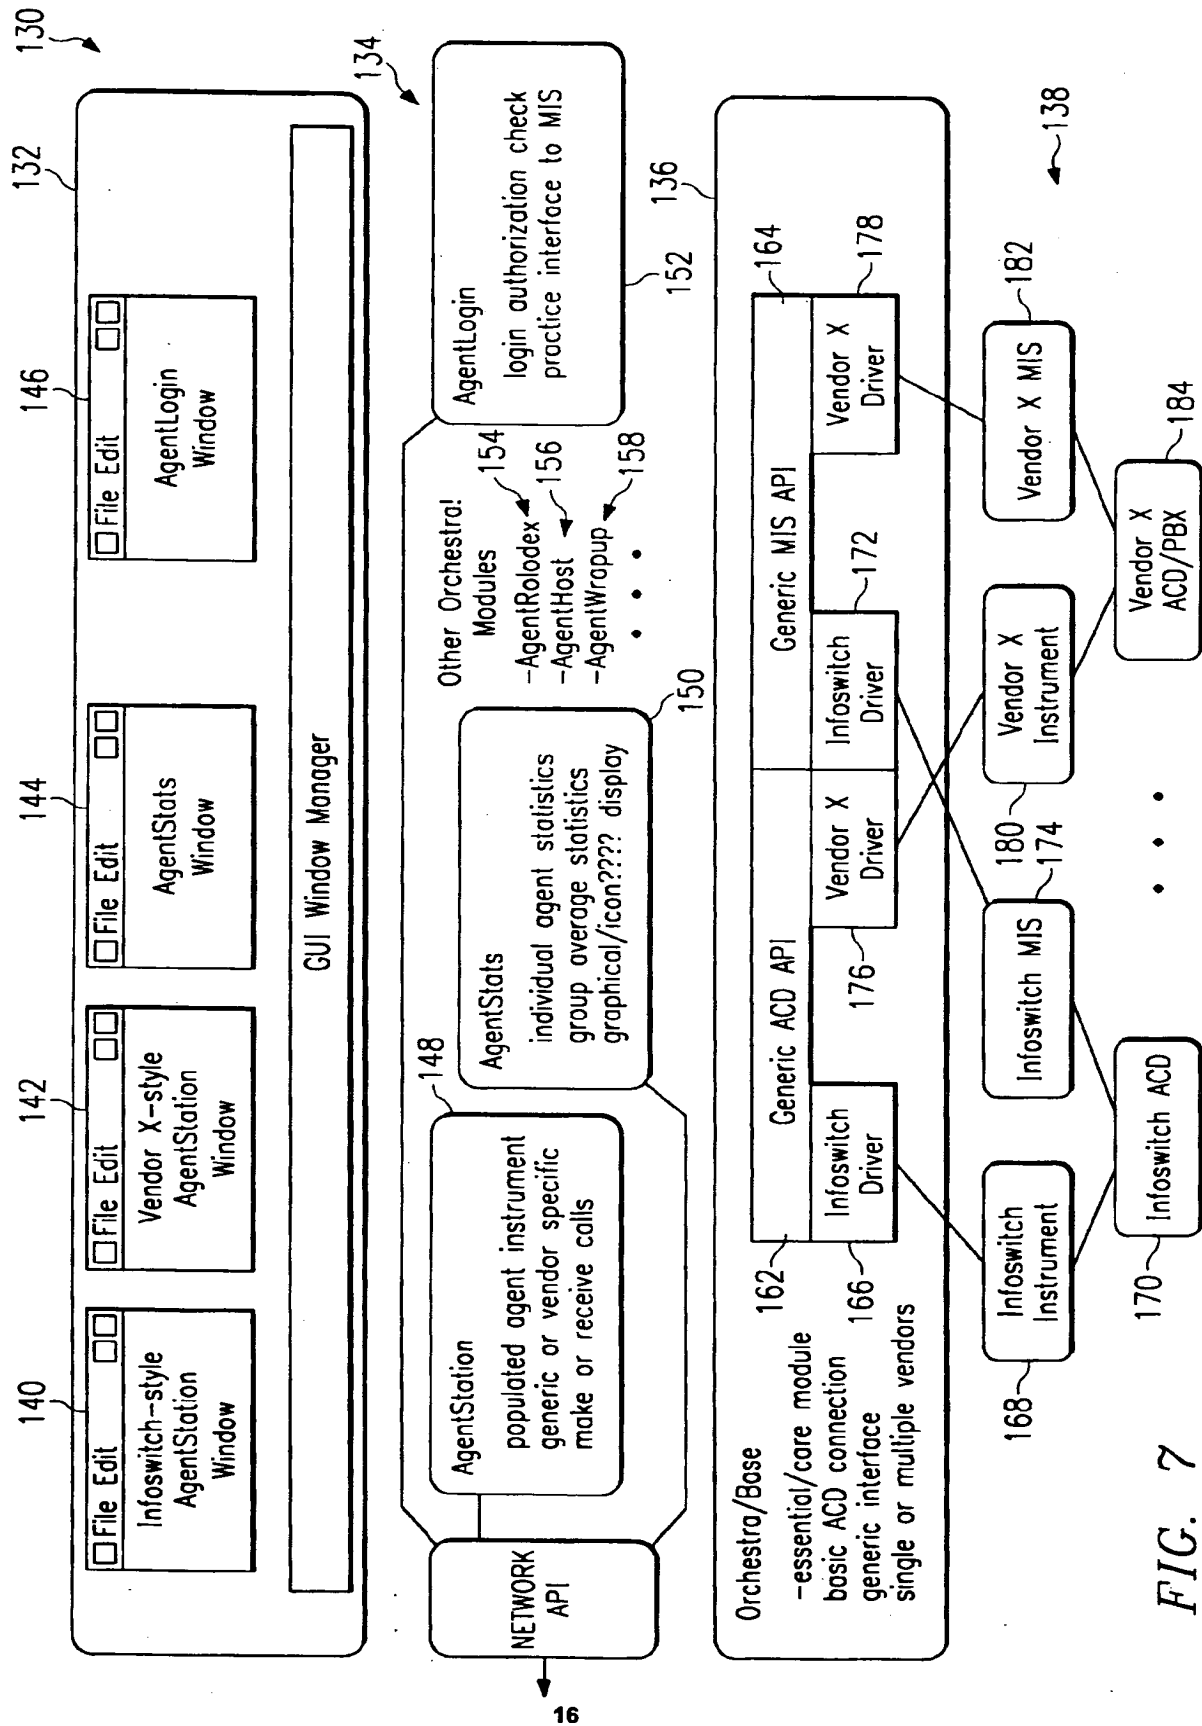 130
132
140
142
144
146
File Edit
Infoswitch-style
AgentStation
Window
File Edit
Vendor X-style
AgentStation
Window
File Edit
AgentStats
Window
File Edit
AgentLogin
Window
GUI Window Manager
134
NETWORK
API
16
148
AgentStation
populated agent instrument
generic or vendor specific
make or receive calls
150
AgentStats
individual agent statistics
group average statistics
graphical/icon???? display
Other Orchestra!
Modules
-AgentRolodex
-AgentHost
-AgentWrapup
154
156
158
AgentLogin
login authorization check
practice interface to MIS
152
136
Orchestra/Base
-essential/core module
basic ACD connection
generic interface
single or multiple vendors
162
Generic ACD API
Generic MIS API
164
166
Infoswitch
Driver
176
Vendor X
Driver
Infoswitch
Driver
172
Vendor X
Driver
178
138
168
Infoswitch
Instrument
Infoswitch MIS
174
180
Vendor X
Instrument
Vendor X MIS
182
170
Infoswitch ACD
Vendor X
ACD/PBX
184
FIG. 7